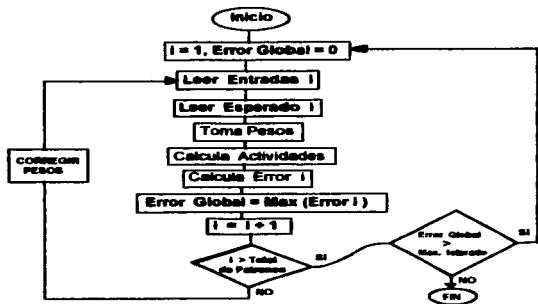 Inicio
i = 1, Error Global = 0
Leer Entradas i
Leer Esperado i
Toma Pesos
Calcula Actividades
Calcula Error i
Error Global = Max (Error i)
i = i + 1
i > Total
de Patrones
SI
NO
CORREGIR
PESOS
Error Global
>
Max.
SI
NO
FIN